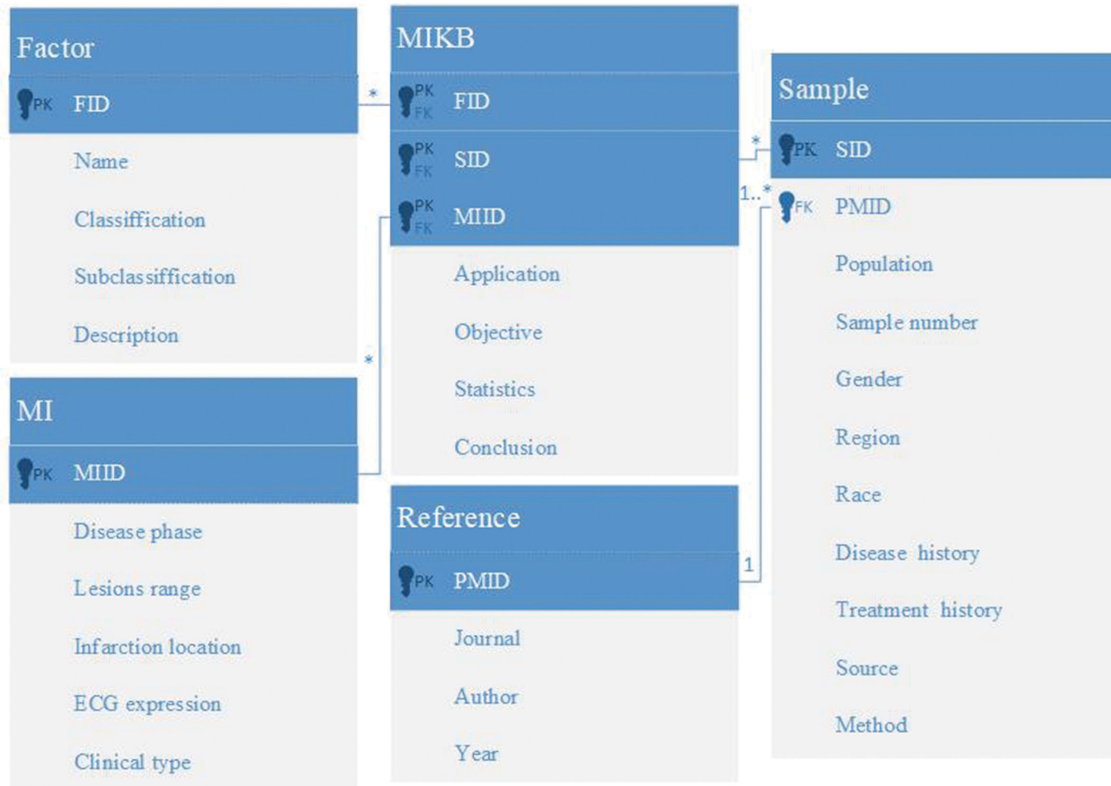 Factor
PK FID
Name
Classiffication
Subclassiffication
Description
*
MIKB
PK
FK
FID
PK
FK
SID
PK
FK
MIID
Application
Objective
Statistics
Conclusion
*
1..*
*
Sample
PK SID
FK PMID
Population
Sample number
Gender
Region
Race
Disease history
Treatment history
Source
Method
MI
PK MIID
Disease phase
Lesions range
Infarction location
ECG expression
Clinical type
Reference
PK PMID
1
Journal
Author
Year